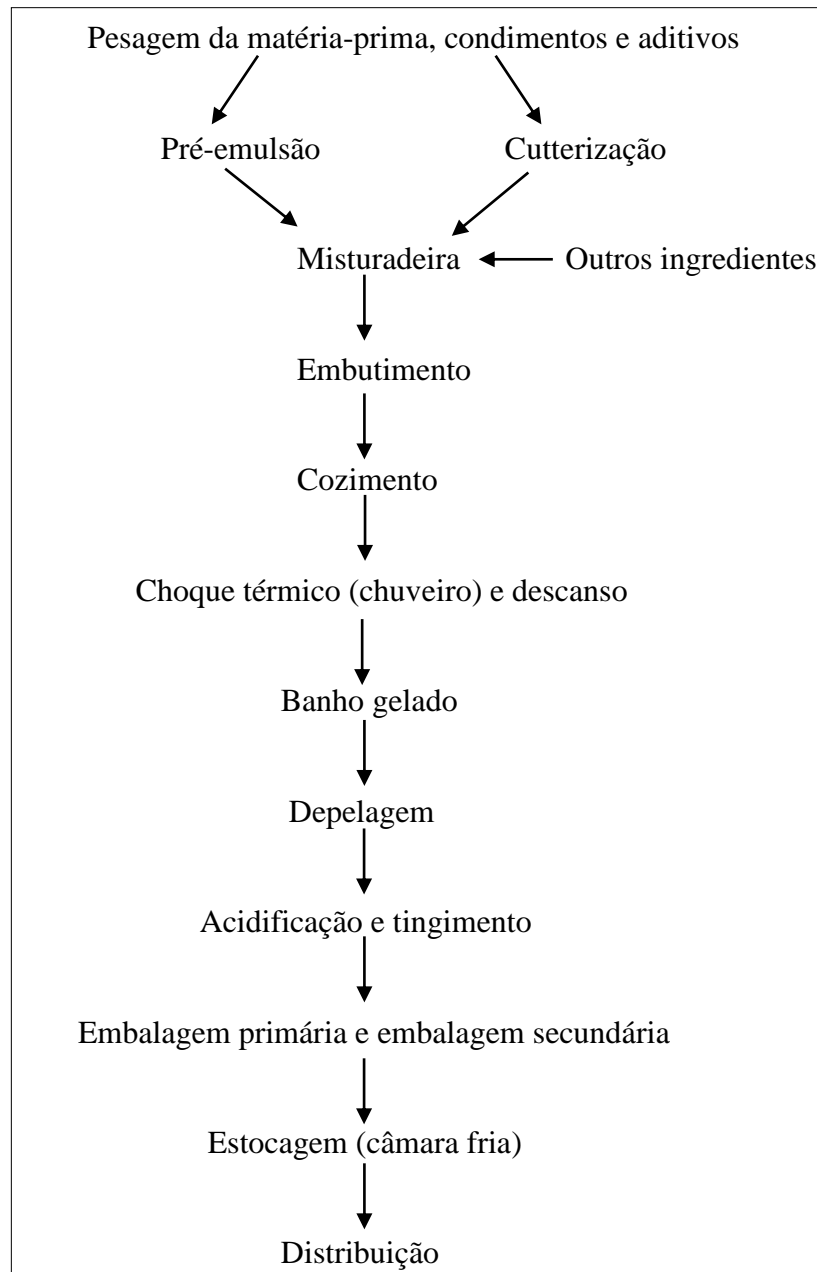 Pesagem da matéria-prima, condimentos e aditivos
Pré-emulsão
Cutterização
Misturadeira
Outros ingredientes
Embutimento
Cozimento
Choque térmico (chuveiro) e descanso
Banho gelado
Depelagem
Acidificação e tingimento
Embalagem primária e embalagem secundária
Estocagem (câmara fria)
Distribuição